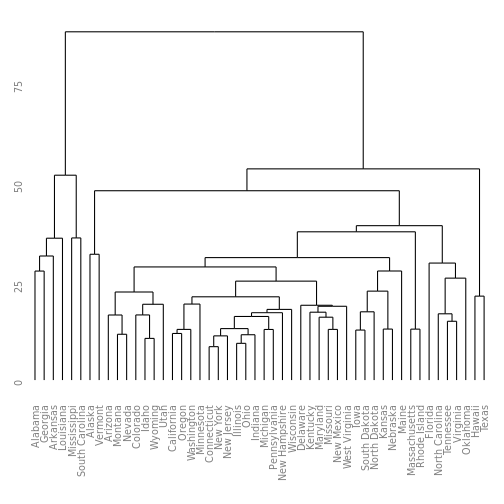 75
50
25
0
Alabama
Georgia
Arkansas
Louisiana
Mississippi
South Carolina
Alaska
Vermont
Arizona
Montana
Nevada
Colorado
Idaho
Wyoming
Utah
California
Oregon
Washington
Minnesota
Connecticut
New York
New Jersey
Illinois
Ohio
Indiana
Michigan
Pennsylvania
New Hampshire
Wisconsin
Delaware
Kentucky
Maryland
Missouri
New Mexico
West Virginia
Iowa
South Dakota
North Dakota
Kansas
Nebraska
Maine
Massachusetts
Rhode Island
Florida
North Carolina
Tennessee
Virginia
Oklahoma
Hawaii
Texas